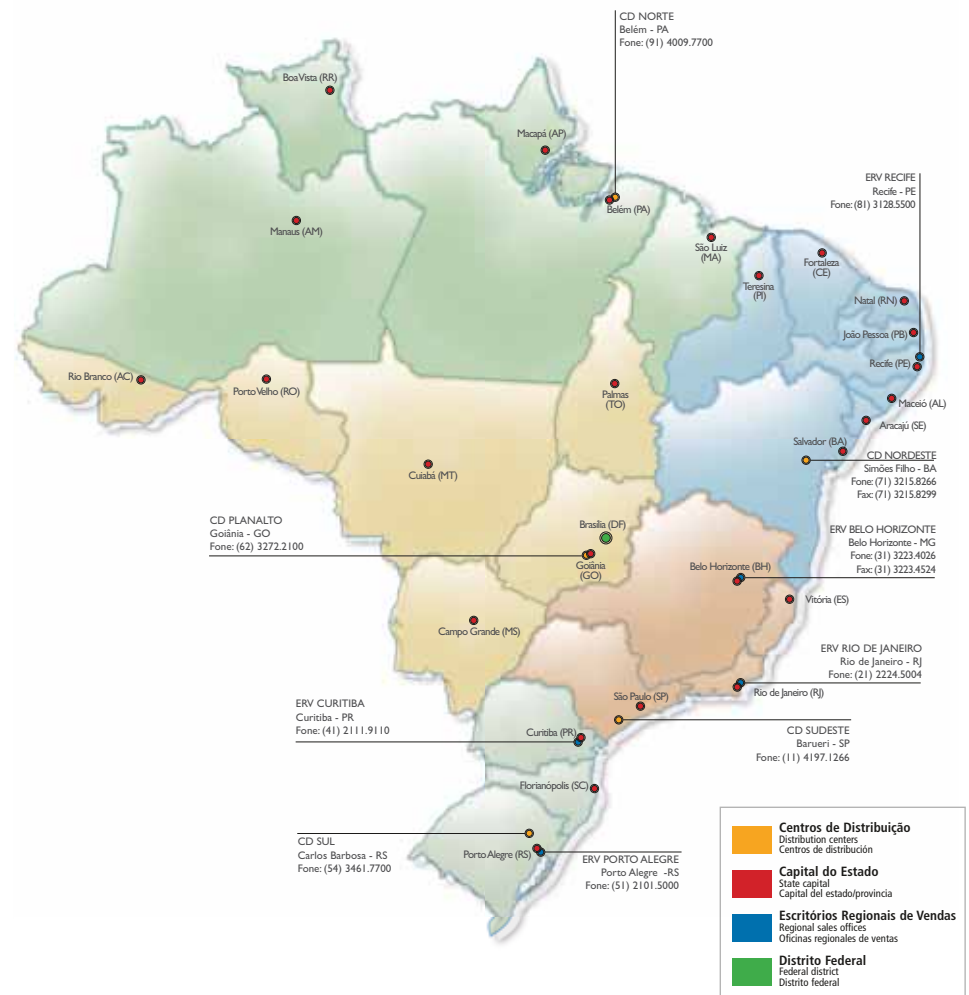 CD NORTE
Belém - PA
Fone: (91) 4009.7700
Boa Vista (RR)
Macapá (AP)
ERV RECIFE
Recife - PE
Fone: (81) 3128.5500
Belém (PA)
Manaus (AM)
São Luiz
(MA)
Fortaleza
(CE)
Teresina
(PI)
Natal (RN)
João Pessoa (PB)
Recife (PE)
Rio Branco (AC)
Porto Velho (RO)
Palmas
(TO)
Maceió (AL)
Aracajú (SE)
Salvador (BA)
CD NORDESTE
Simões Filho - BA
Fone: (71) 3215.8266
Fax: (71) 3215.8299
Cuiabá (MT)
CD PLANALTO
Goiânia - GO
Fone: (62) 3272.2100
Brasília (DF)
Goiânia
(GO)
ERV BELO HORIZONTE
Belo Horizonte - MG
Fone: (31) 3223.4026
Fax: (31) 3223.4524
Belo Horizonte (BH)
Vitória (ES)
Campo Grande (MS)
ERV RIO DE JANEIRO
Rio de Janeiro - RJ
Fone: (21) 2224.5004
São Paulo (SP)
Rio de Janeiro (RJ)
ERV CURITIBA
Curitiba - PR
Fone: (41) 2111.9110
Curitiba (PR)
CD SUDESTE
Barueri - SP
Fone: (11) 4197.1266
Florianópolis (SC)
CD SUL
Carlos Barbosa - RS
Fone: (54) 3461.7700
Porto Alegre (RS)
ERV PORTO ALEGRE
Porto Alegre -RS
Fone: (51) 2101.5000
Centros de Distribuição
Distribution centers
Centros de distribución
Capital do Estado
State capital
Capital del estado/provincia
Escritórios Regionais de Vendas
Regional sales offices
Oficinas regionales de ventas
Distrito Federal
Federal district
Distrito federal